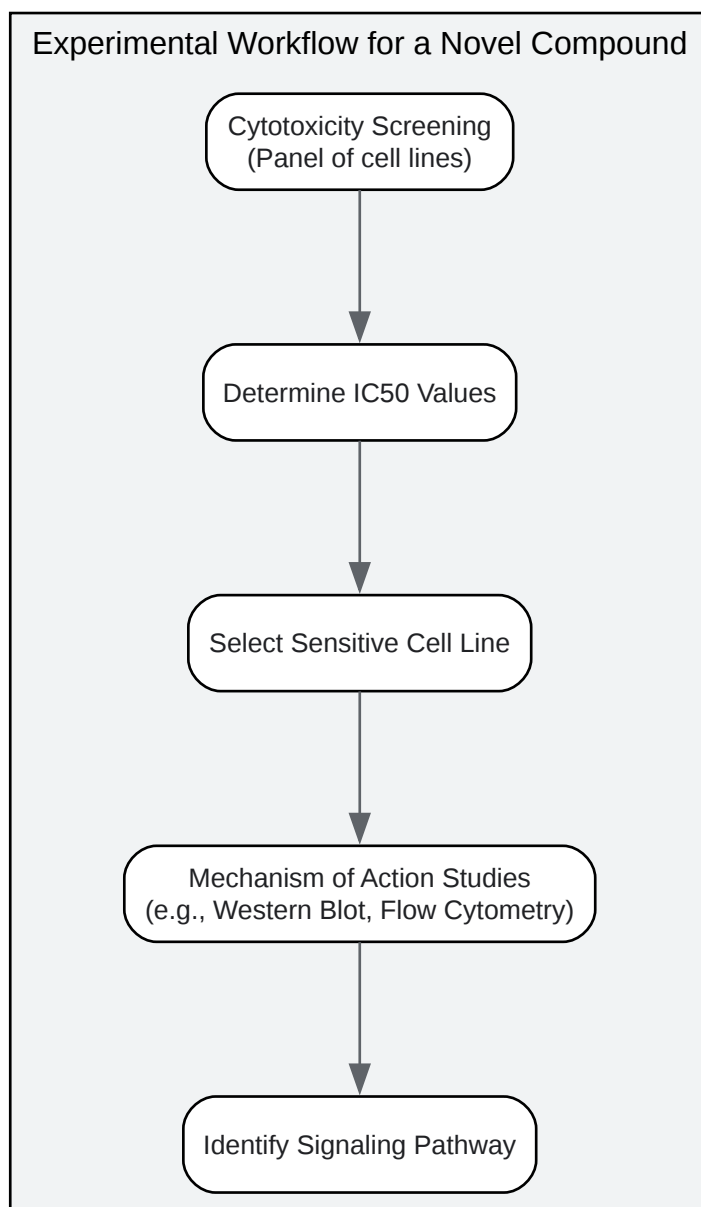 Experimental Workflow for a Novel Compound
Cytotoxicity Screening
(Panel of cell lines)
Determine IC50 Values
Select Sensitive Cell Line
Mechanism of Action Studies
(e.g., Western Blot, Flow Cytometry)
Identify Signaling Pathway